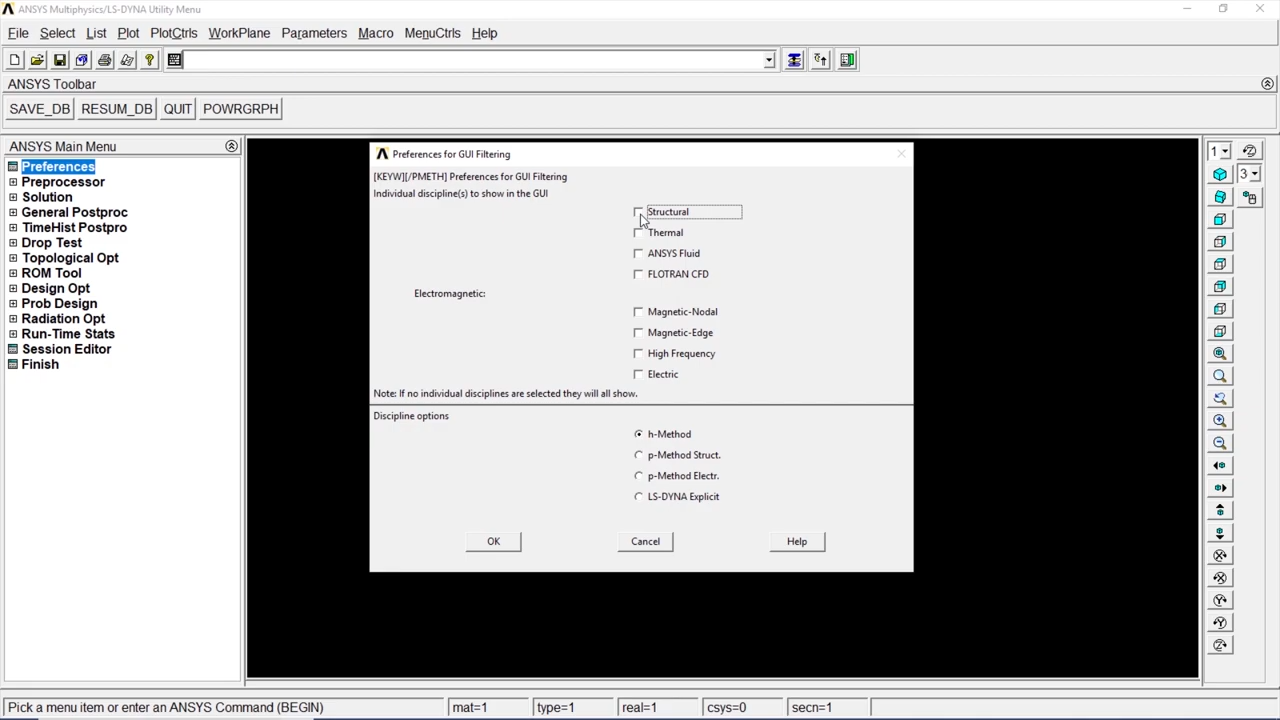 ANSYS Multiphysics/LS-DYNA Utility Menu
File Select List Plot PlotCtrls WorkPlane Parameters Macro MenuCtrls Help
ANSYS Toolbar
SAVE_DB RESUM_DB QUIT POWRGRPH
ANSYS Main Menu
Preferences
Preprocessor
Solution
General Postproc
TimeHist Postpro
Drop Test
Topological Opt
ROM Tool
Design Opt
Prob Design
Radiation Opt
Run-Time Stats
Session Editor
Finish
Preferences for GUI Filtering
[KEYW][/PMETH] Preferences for GUI Filtering
Individual discipline(s) to show in the GUI
Structural
Thermal
ANSYS Fluid
FLOTRAN CFD
Electromagnetic:
Magnetic-Nodal
Magnetic-Edge
High Frequency
Electric
Note: If no individual disciplines are selected they will all show.
Discipline options
h-Method
p-Method Struct.
p-Method Electr.
LS-DYNA Explicit
OK Cancel Help
1
3
Pick a menu item or enter an ANSYS Command (BEGIN) mat=1 type=1 real=1 csys=0 secn=1